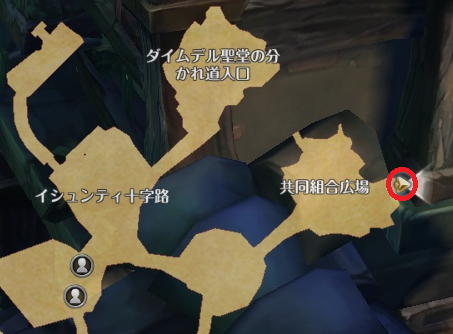 ダイムデル聖堂の分
かれ道入口
イシュンティ十字路
共同組合広場